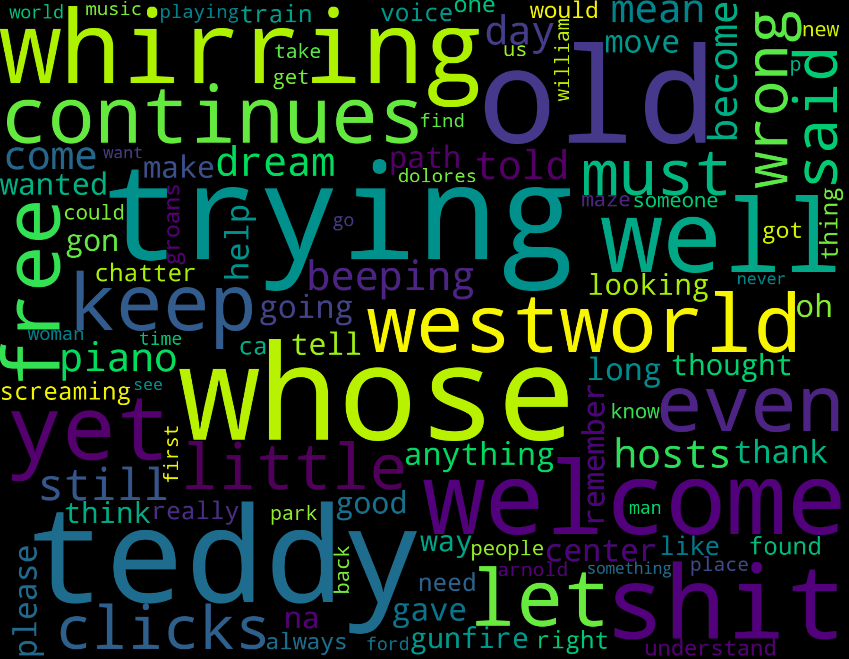 world music playing train voice one would mean
whirring take get us day william move become wrong new
old p said
continues find
come want make dream path told must
wanted trying dolores maze someone
could groans go well got thing
free gon help
chatter beeping looking never
keep going westworld oh
woman time ca tell
piano whose long thought
screaming see
yet first little anything remember know even
hosts thank
still welcome
think really park good man
teddy back way people center like found
please need arnold something place
clicks na gave let shit
always ford gunfire right understand